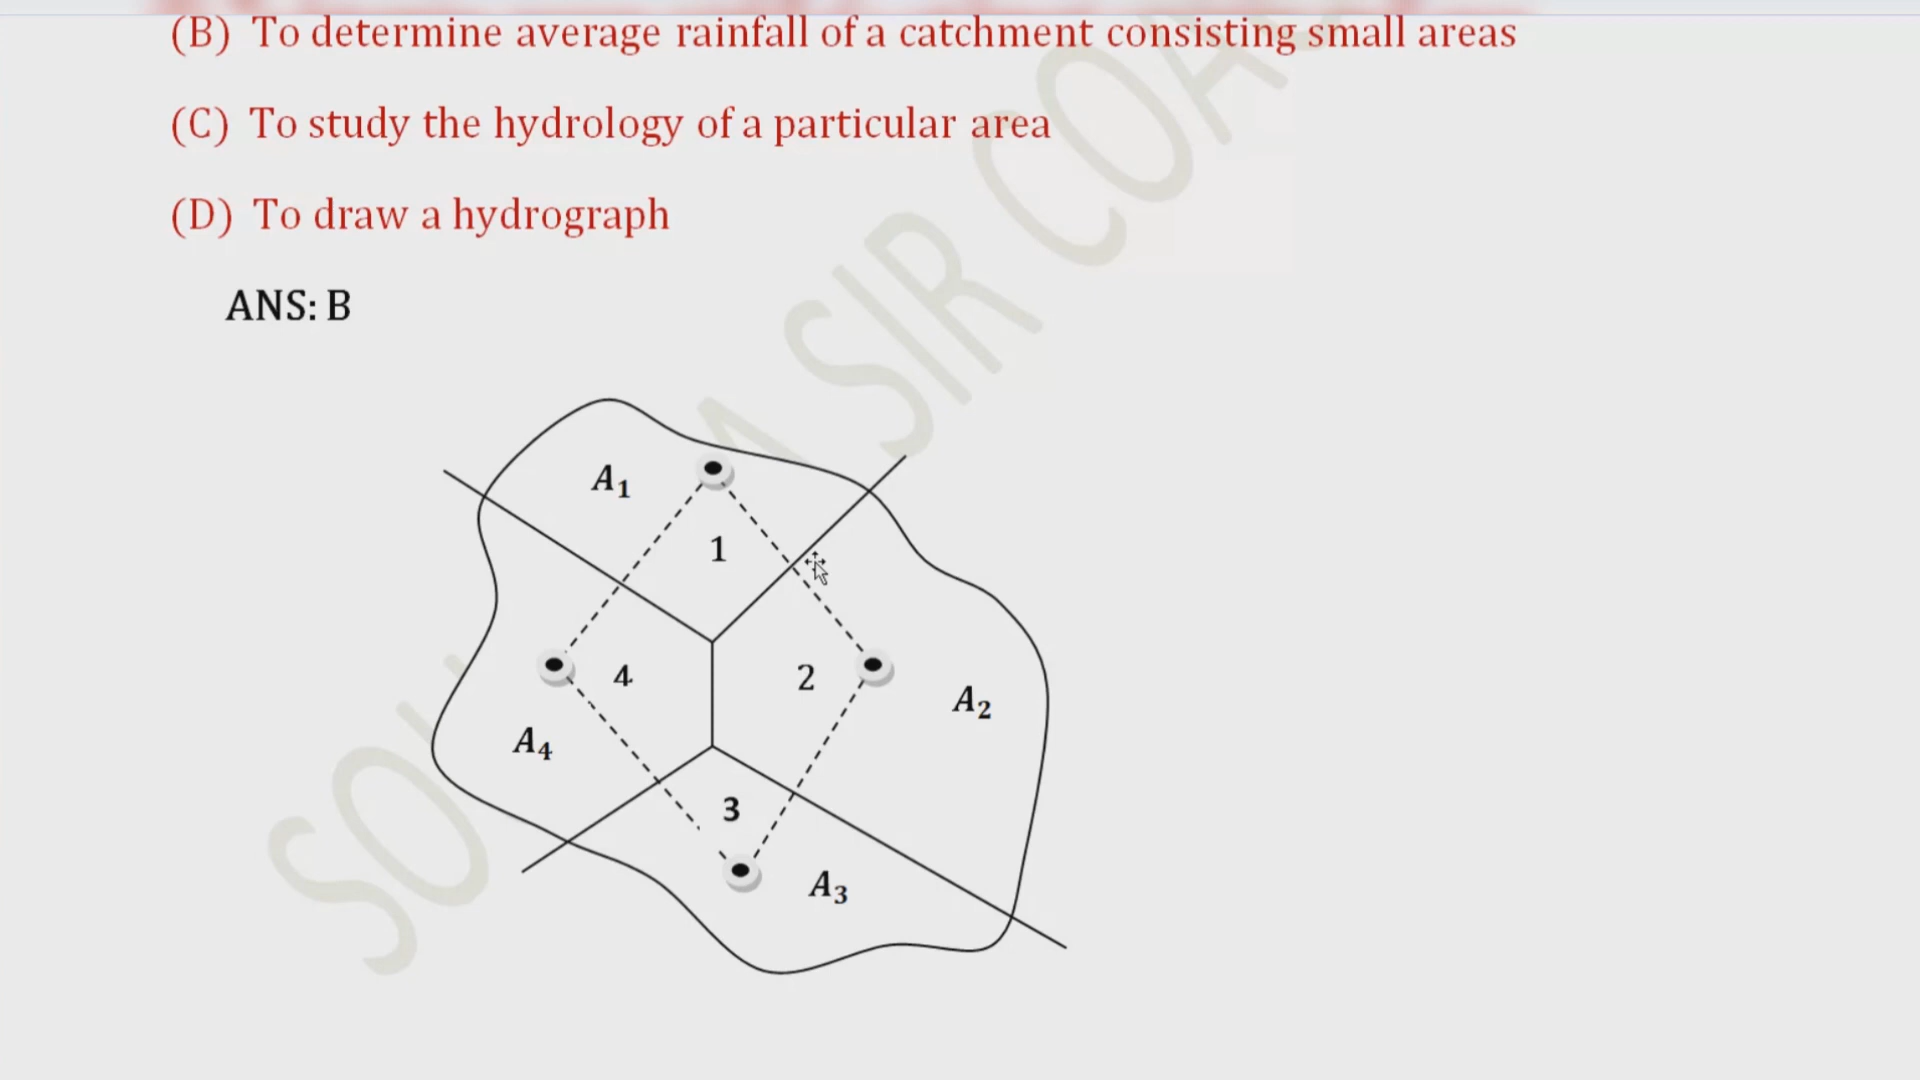 (B) To determine average rainfall of a catchment consisting small areas
(C) To study the hydrology of a particular area
(D) To draw a hydrograph
ANS: B
A1
1
4
2
A2
A4
3
A3
SIR